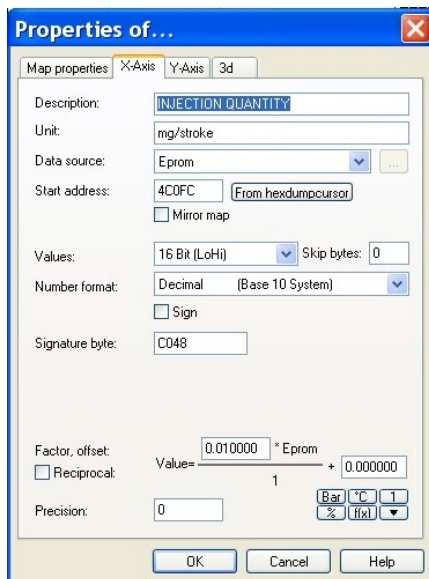 Properties of...
Map properties X-Axis Y-Axis 3d
Description: INJECTION QUANTITY
Unit: mg/stroke
Data source: Eprom ...
Start address: 4C0FC From hexdumpcursor
Mirror map
Values: 16 Bit (LoHi) Skip bytes: 0
Number format: Decimal (Base 10 System)
Sign
Signature byte: C048
Factor, offset: 0.010000 * Eprom
Reciprocal: Value= + 0.000000
1
Bar °C 1
Precision: 0 % f(x)
OK Cancel Help